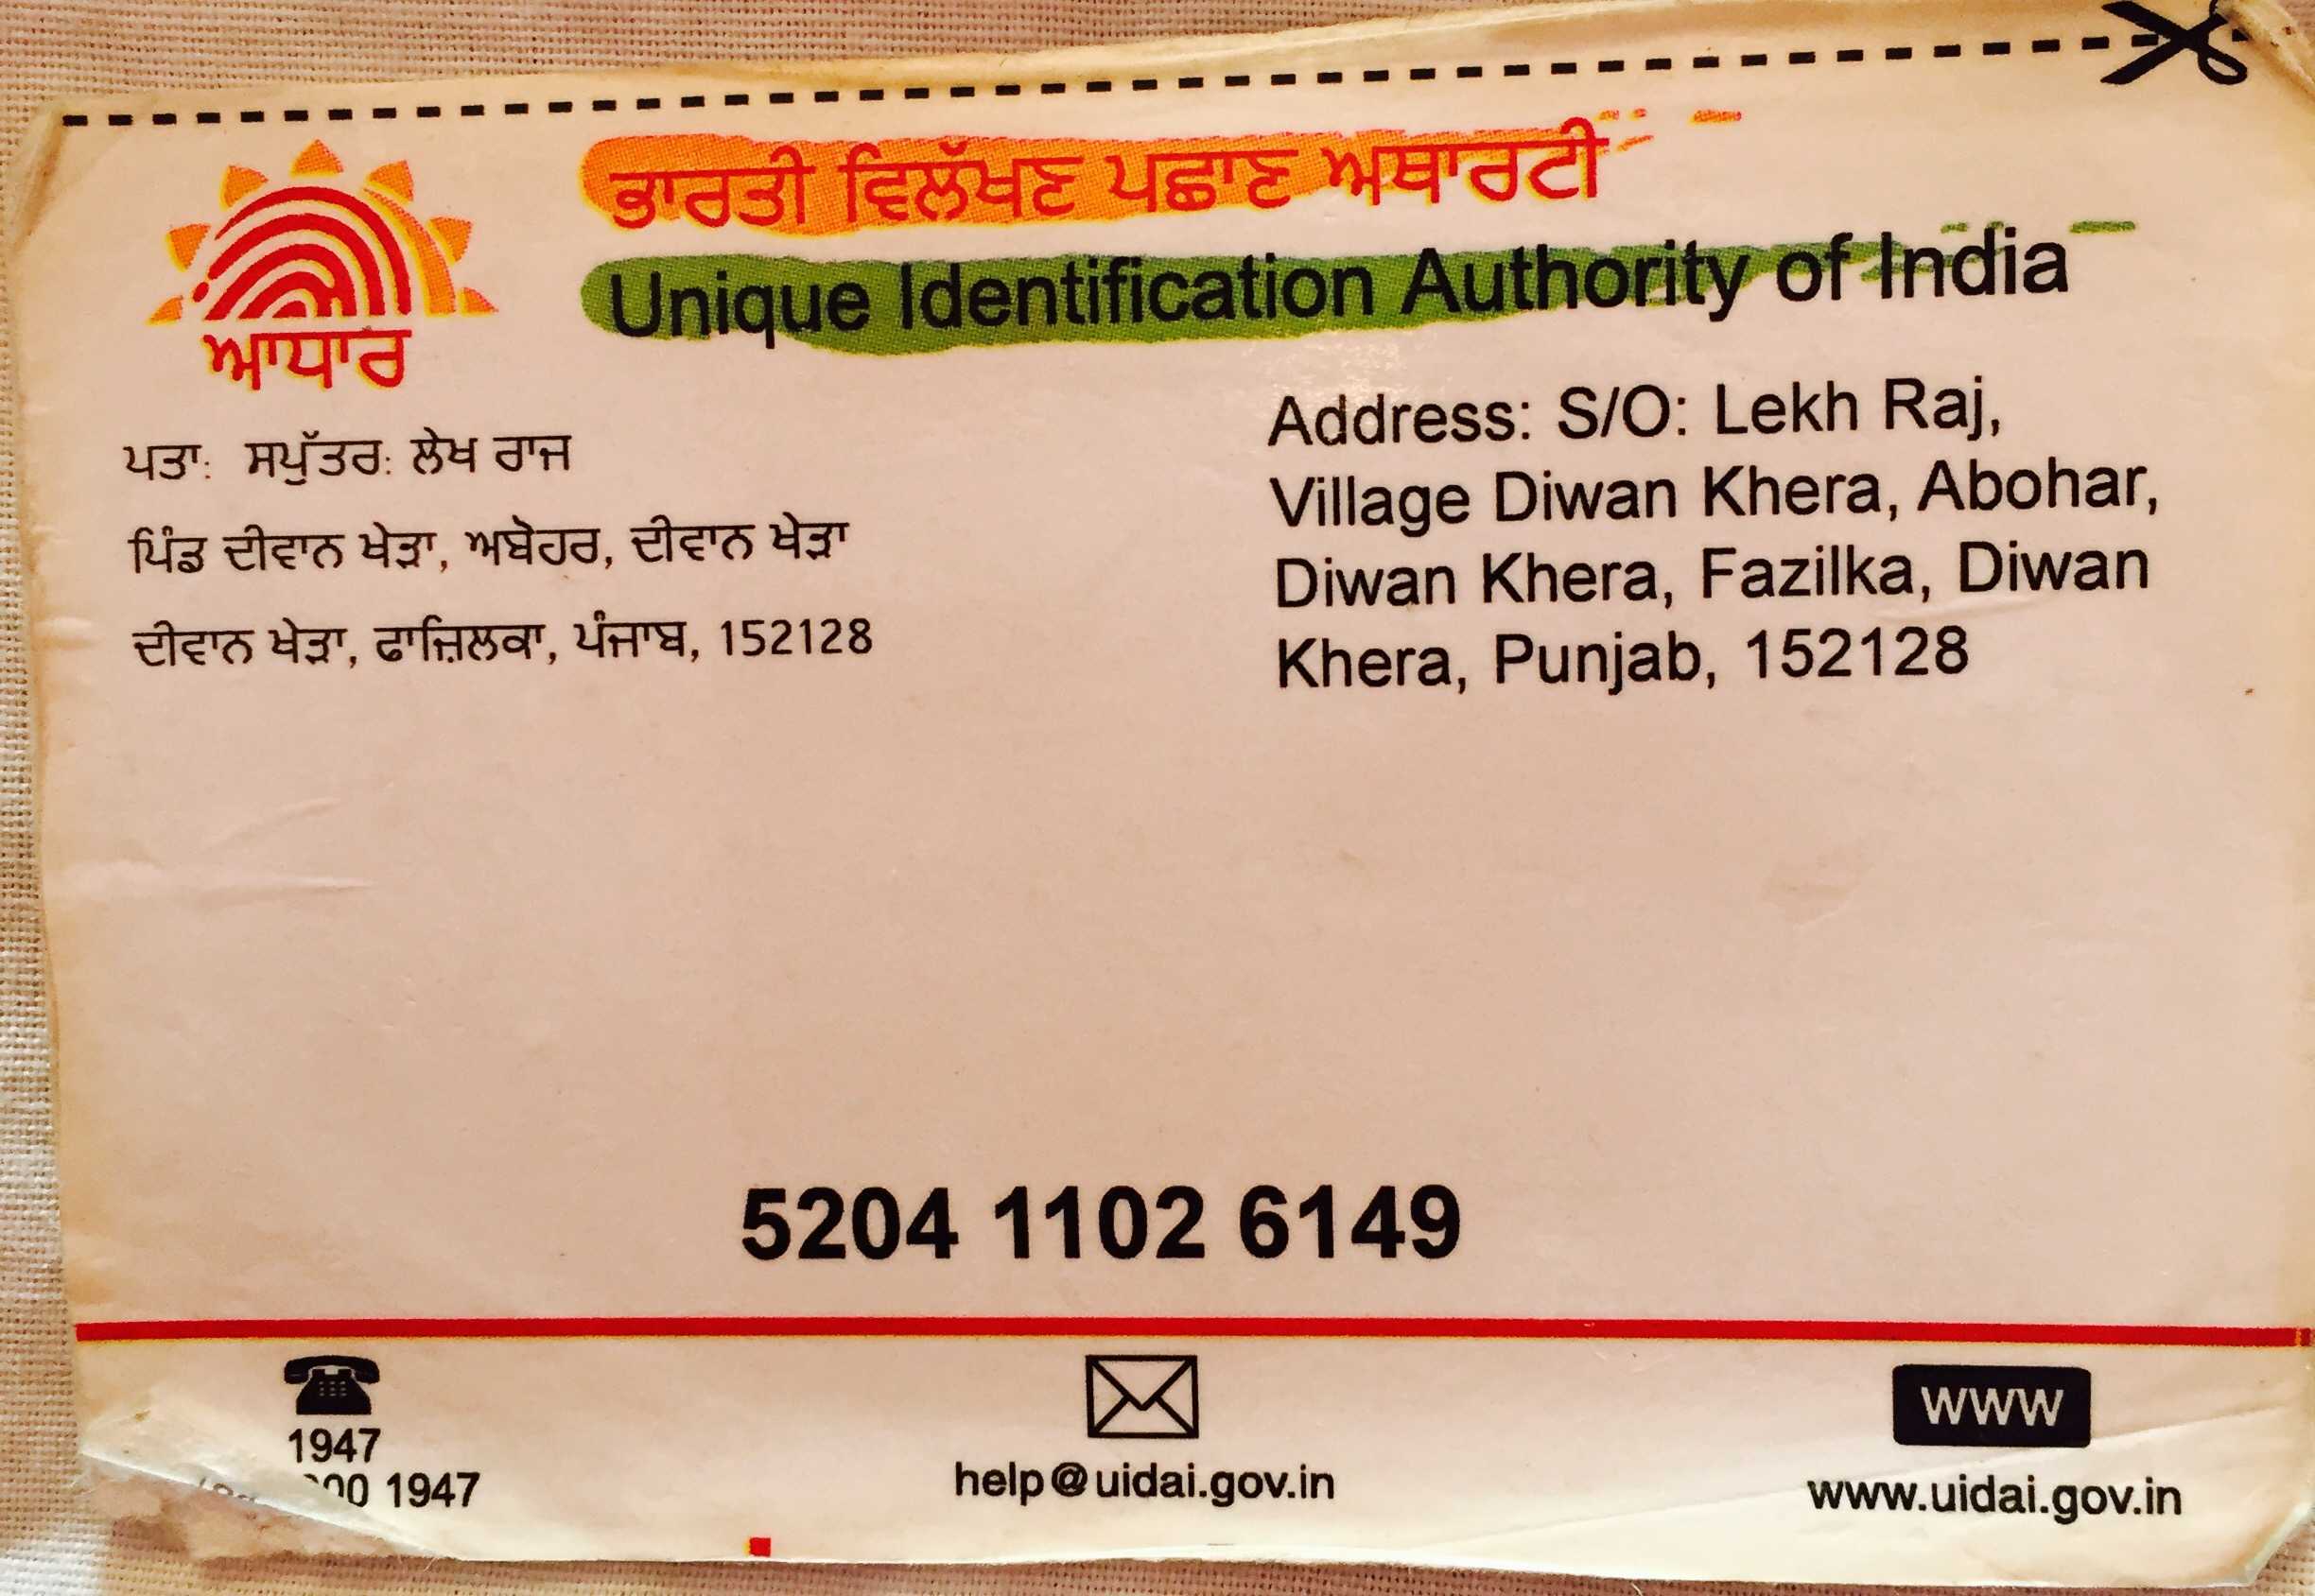 ਭਾਰਤੀ ਵਿਲੱਖਣ ਪਛਾਣ ਅਥਾਰਟੀ
Unique Identification Authority of India
ਆਧਾਰ
ਪਤਾ: ਸਪੁੱਤਰ: ਲੇਖ ਰਾਜ
ਪਿੰਡ ਦੀਵਾਨ ਖੇੜਾ, ਅਬੋਹਰ, ਦੀਵਾਨ ਖੇੜਾ
ਦੀਵਾਨ ਖੇੜਾ, ਫਾਜ਼ਿਲਕਾ, ਪੰਜਾਬ, 152128
Address: S/O: Lekh Raj,
Village Diwan Khera, Abohar,
Diwan Khera, Fazilka, Diwan
Khera, Punjab, 152128
5204 1102 6149
1947
1947
help@uidai.gov.in
www
www.uidai.gov.in